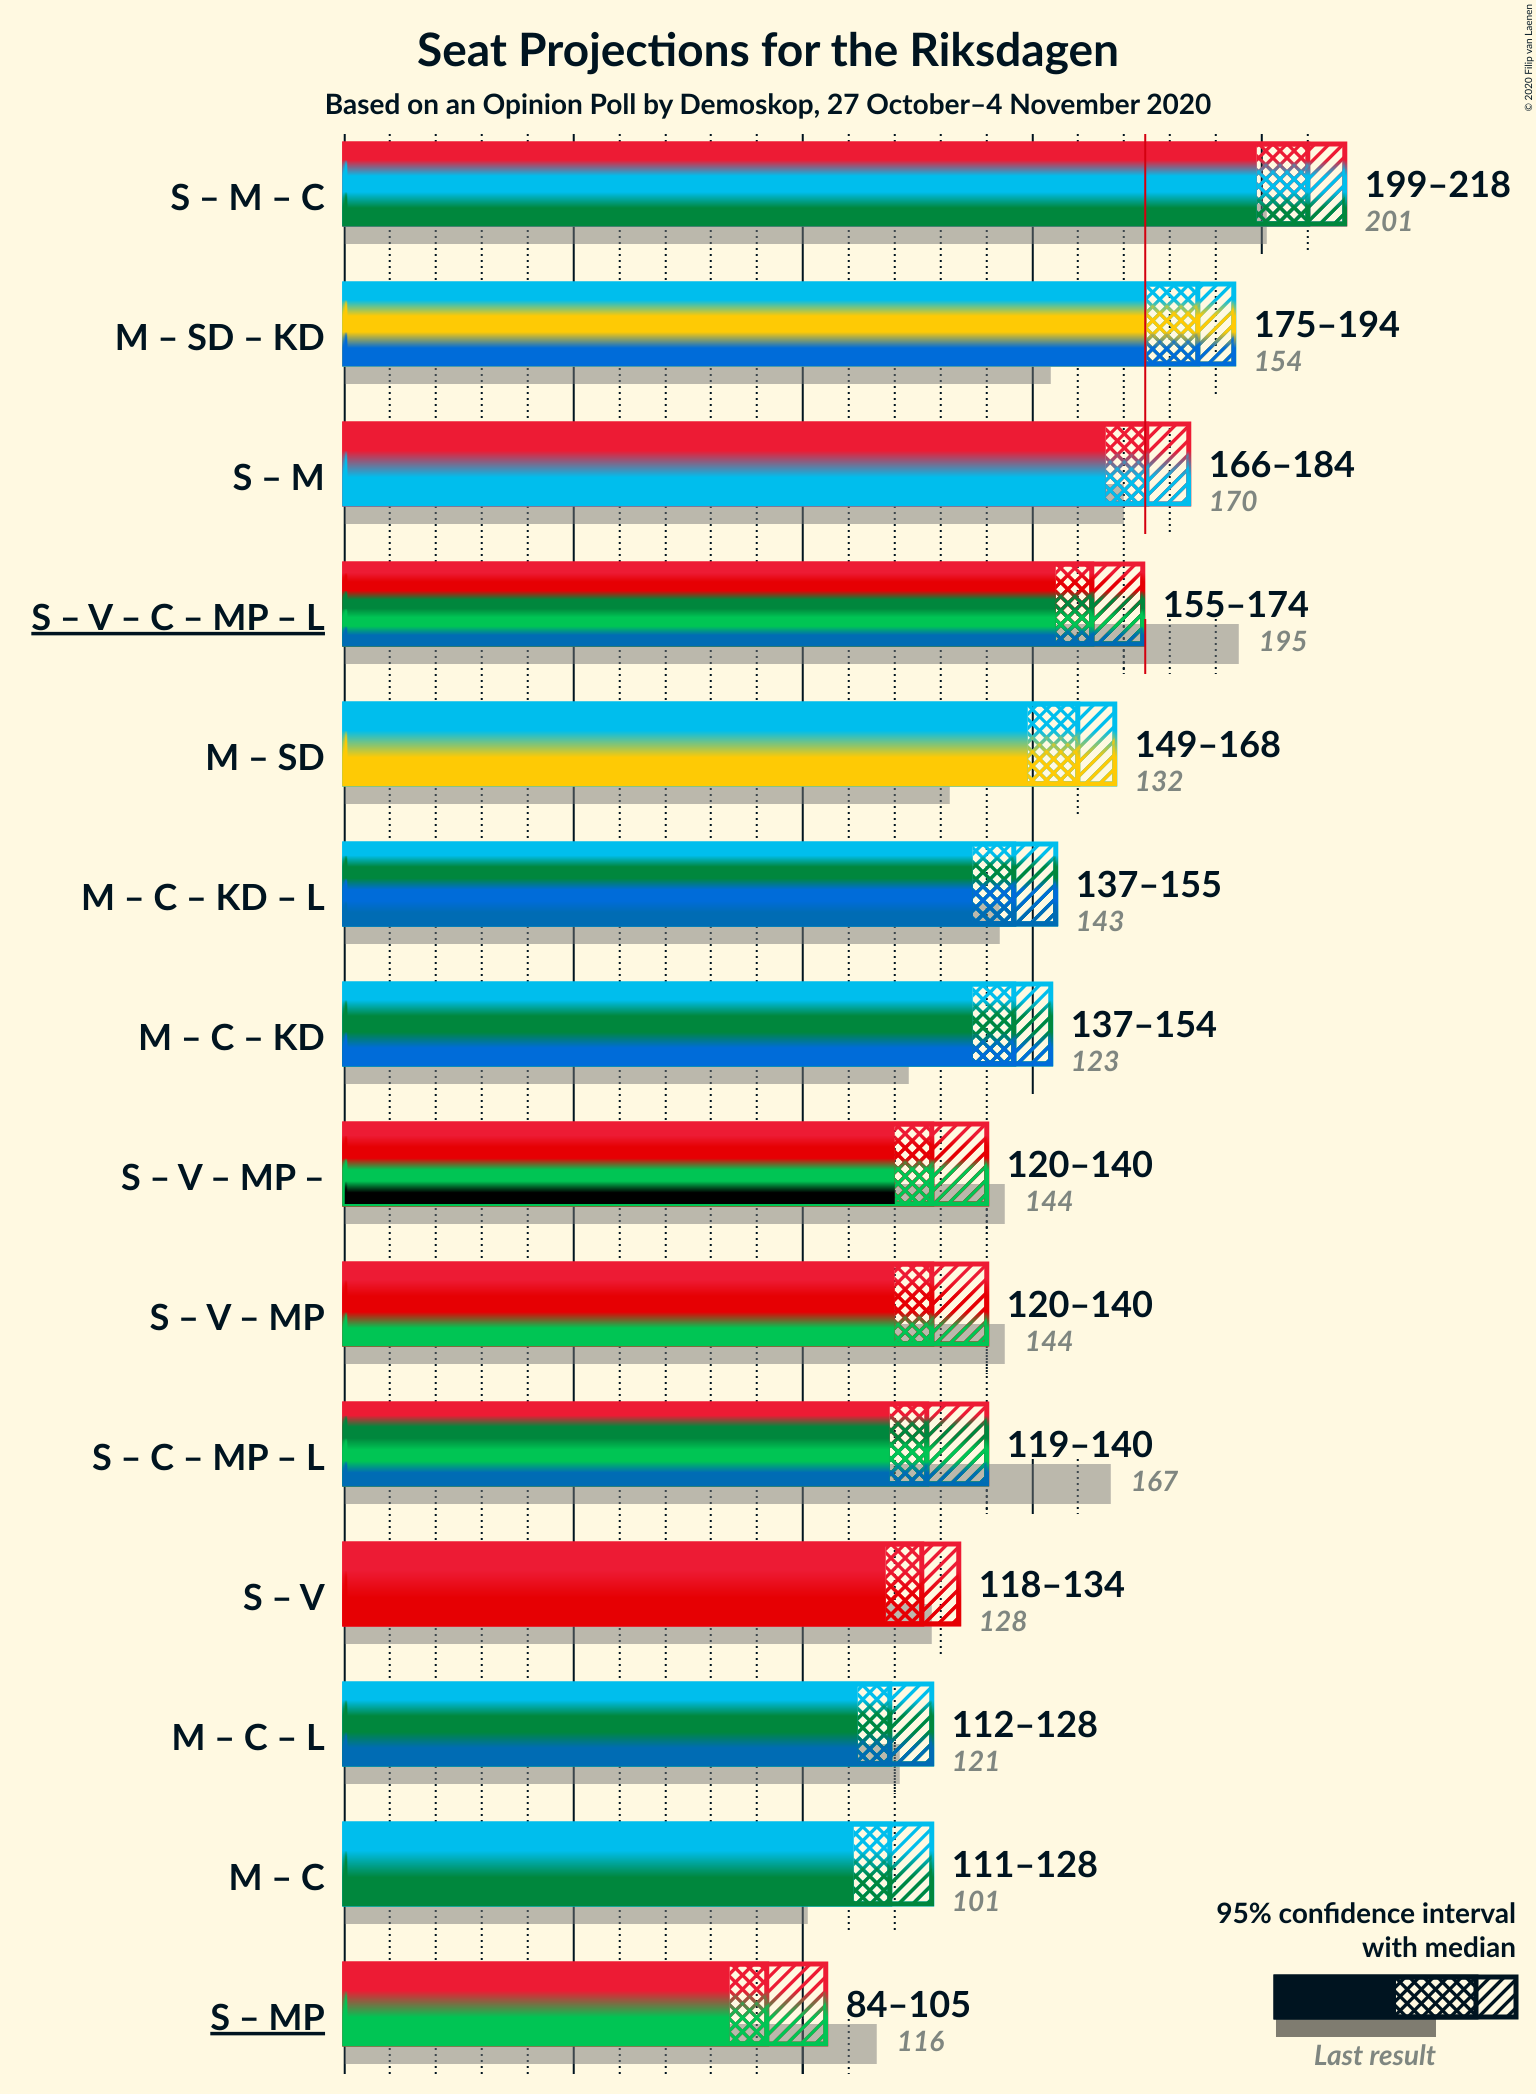 Seat Projections for the Riksdagen
Based on an Opinion Poll by Demoskop, 27 October–4 November 2020
© 2020 Filip van Laenen
S – M – C
199–218
201
M – SD – KD
175–194
154
S – M
166–184
170
S – V – C – MP – L
155–174
195
M – SD
149–168
132
M – C – KD – L
137–155
143
M – C – KD
137–154
123
S – V – MP –
120–140
144
S – V – MP
120–140
144
S – C – MP – L
119–140
167
S – V
118–134
128
M – C – L
112–128
121
M – C
111–128
101
S – MP
84–105
116
95% confidence interval
with median
Last result